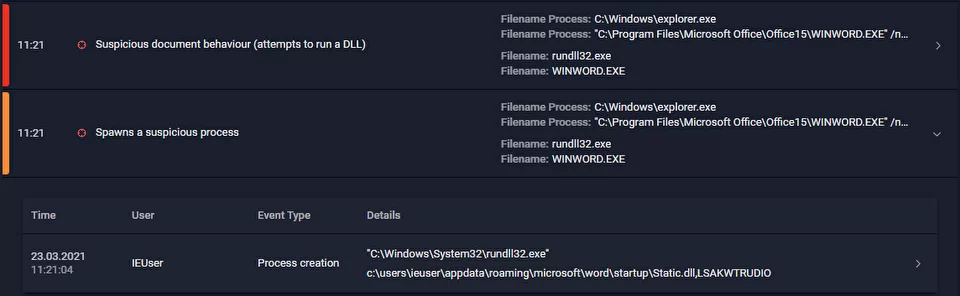 Filename Process: C:\Windows\explorer.exe
11:21 Suspicious document behaviour (attempts to run a DLL) Filename Process: "C:\Program Files\Microsoft Office\Office15\WINWORD.EXE" /n...
Filename: rundll32.exe
Filename: WINWORD.EXE
Filename Process: C:\Windows\explorer.exe
11:21 Spawns a suspicious process Filename Process: "C:\Program Files\Microsoft Office\Office15\WINWORD.EXE" /n...
Filename: rundll32.exe
Filename: WINWORD.EXE
Time User Event Type Details
23.03.2021 "C:\Windows\System32\rundll32.exe"
11:21:04 IEUser Process creation c:\users\ieuser\appdata\roaming\microsoft\word\startup\Static.dll,LSAKWTRUDIO